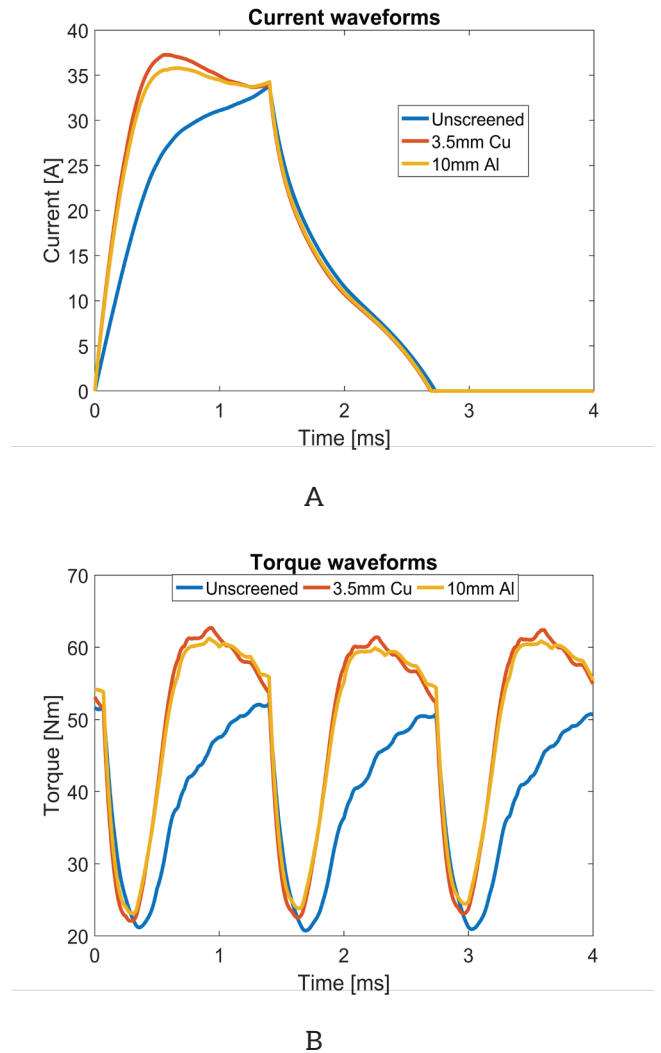 Current waveforms
40
35
30
25
20
15
10
5
0
Current [A]
Unscreened
3.5mm Cu
10mm Al
0 1 2 3 4
Time [ms]
A
Torque waveforms
70
60
50
40
30
20
Torque [Nm]
Unscreened 3.5mm Cu 10mm Al
0 1 2 3 4
Time [ms]
B